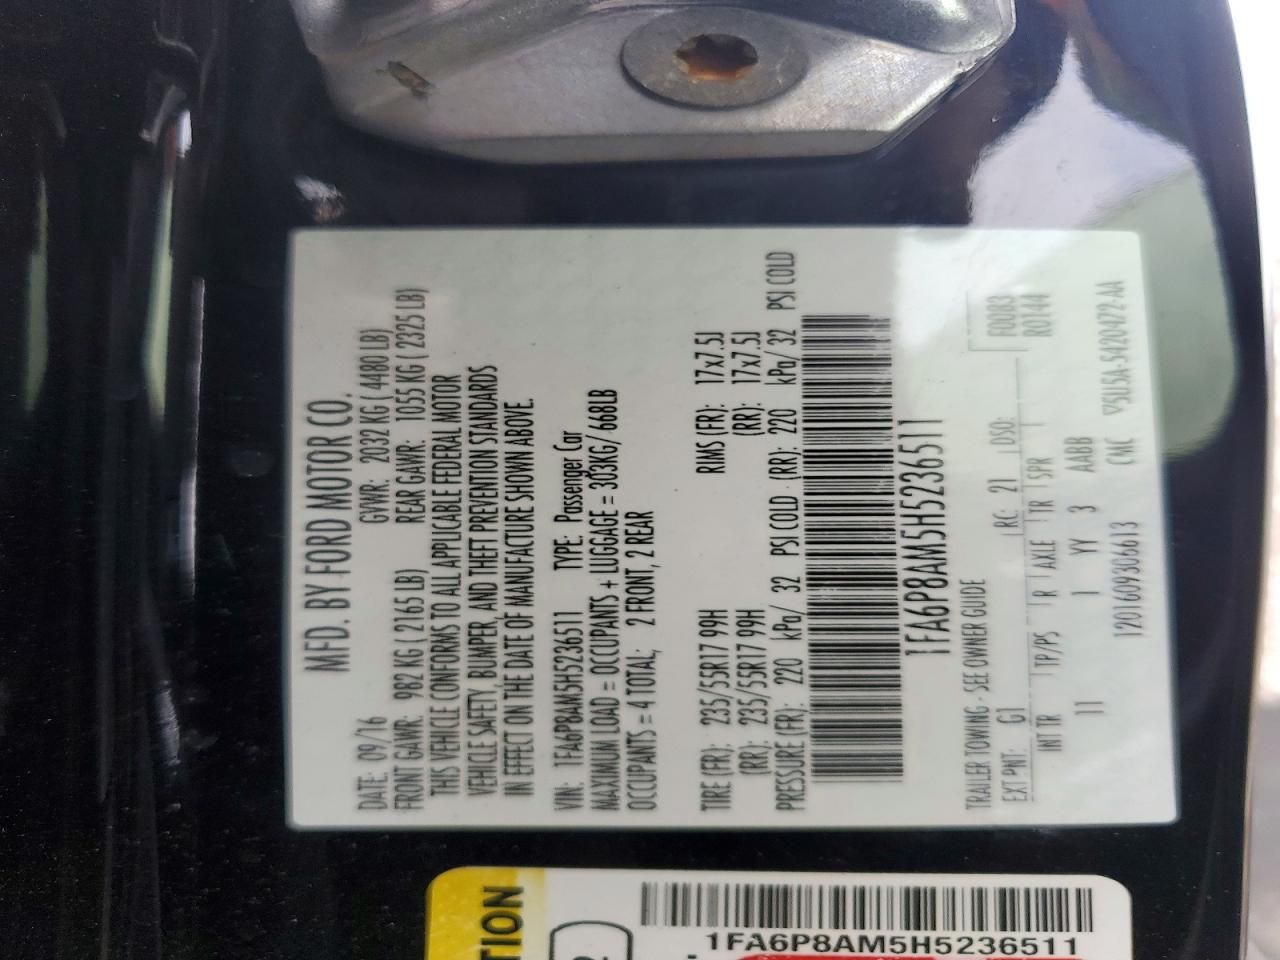 MFD. BY FORD MOTOR CO.
DATE: 09/16 GVWR: 2032 KG ( 4480 LB)
FRONT GAWR: 982 KG ( 2165 LB) REAR GAWR: 1055 KG ( 2325 LB)
THIS VEHICLE CONFORMS TO ALL APPLICABLE FEDERAL MOTOR
VEHICLE SAFETY, BUMPER, AND THEFT PREVENTION STANDARDS
IN EFFECT ON THE DATE OF MANUFACTURE SHOWN ABOVE.
VIN: 1FA6P8AM5H5236511 TYPE: Passenger Car
MAXIMUM LOAD = OCCUPANTS + LUGGAGE = 303KG/ 668LB
OCCUPANTS = 4 TOTAL; 2 FRONT, 2 REAR
TIRE (FR): 235/55R17 99H RIMS (FR): 17x7.5J
(RR): 235/55R17 99H (RR): 17x7.5J
PRESSURE (FR): 220 kPa/ 32 PSI COLD (RR): 220 kPa/ 32 PSI COLD
1FA6P8AM5H5236511
TRAILER TOWING - SEE OWNER GUIDE
F0083
EXT PNT: G1 RC: 21 DSO: R0144
INT TR TP/PS R AXLE TR SPR
11 1 YY 3 AABB
CMC ▽5U5A-5420472-AA
12016093066​13
TION
1FA6P8AM5H5236511